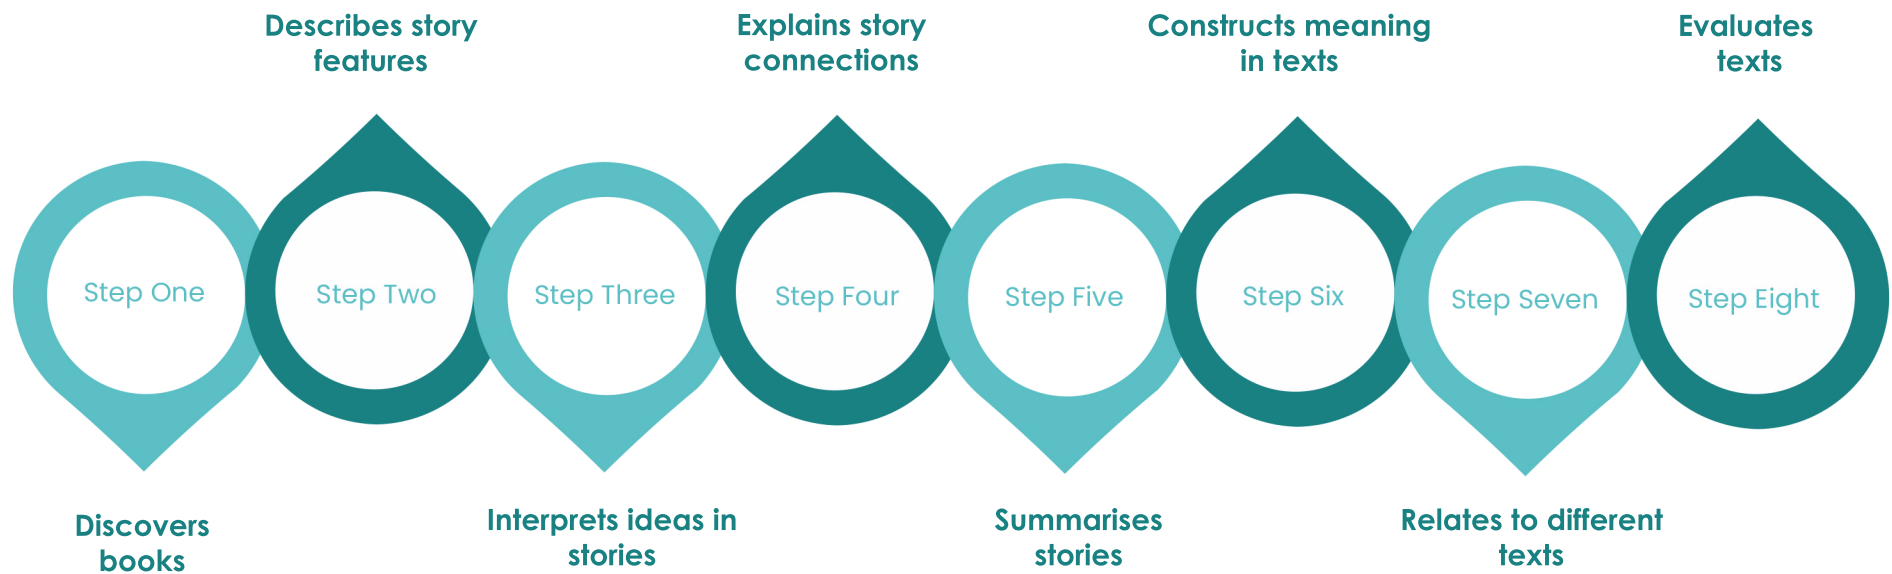 Describes story
features
Explains story
connections
Constructs meaning
in texts
Evaluates
texts
Step One
Step Two
Step Three
Step Four
Step Five
Step Six
Step Seven
Step Eight
Discovers
books
Interprets ideas in
stories
Summarises
stories
Relates to different
texts